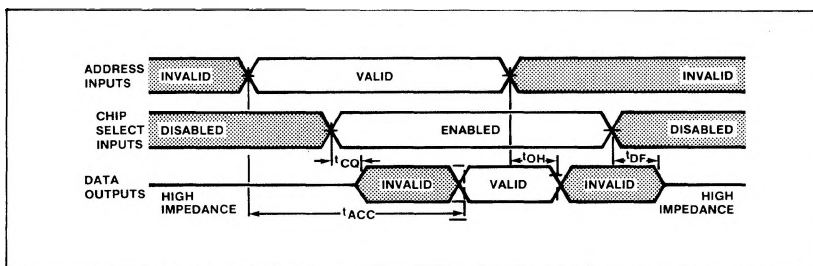 ADDRESS
INPUTS
INVALID
VALID
INVALID
CHIP
SELECT
INPUTS
DISABLED
ENABLED
DISABLED
tCQ
tOH
tDF
DATA
OUTPUTS
HIGH
IMPEDANCE
INVALID
VALID
INVALID
HIGH
IMPEDANCE
tACC